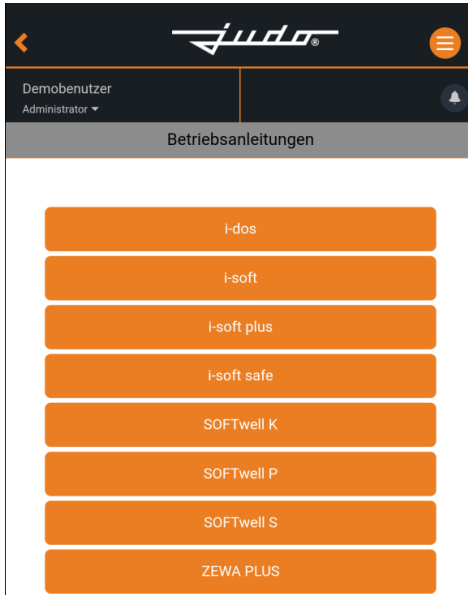 judo®
Demobenutzer
Administrator
Betriebsanleitungen
i-dos
i-soft
i-soft plus
i-soft safe
SOFTwell K
SOFTwell P
SOFTwell S
ZEWA PLUS